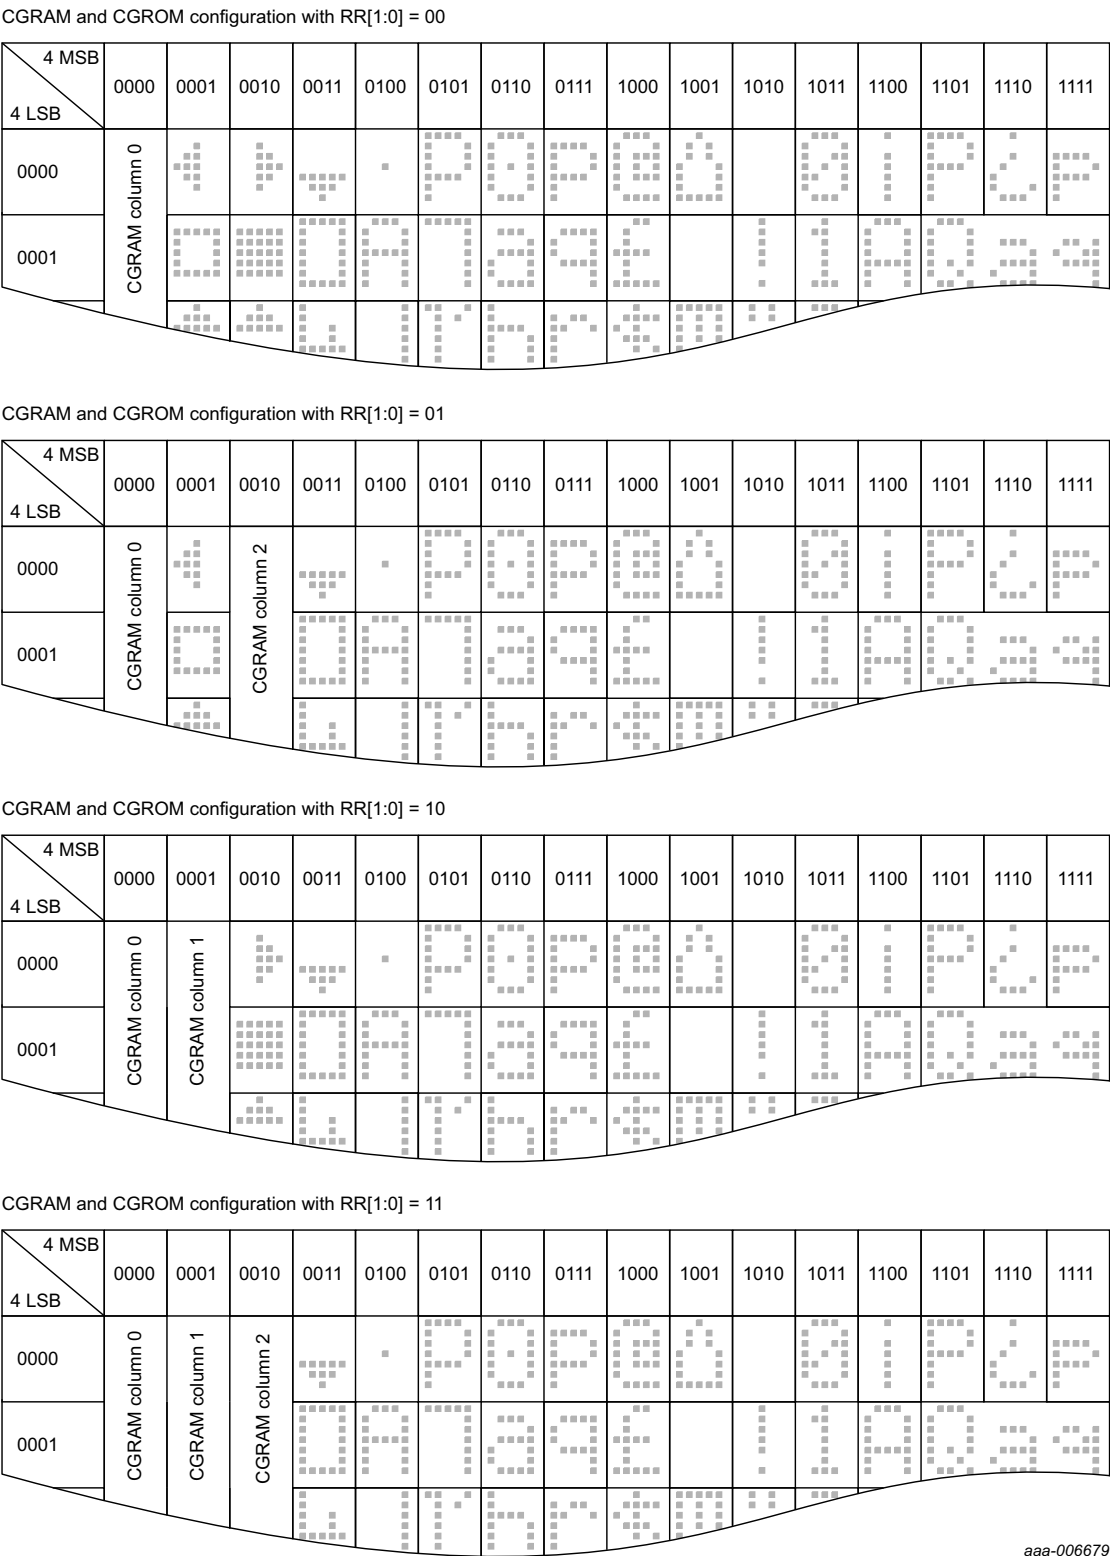 CGRAM and CGROM configuration with RR[1:0] = 00
4 MSB
0000 0001 0010 0011 0100 0101 0110 0111 1000 1001 1010 1011 1100 1101 1110 1111
4 LSB
0000
CGRAM column 0
0001
CGRAM and CGROM configuration with RR[1:0] = 01
4 MSB
0000 0001 0010 0011 0100 0101 0110 0111 1000 1001 1010 1011 1100 1101 1110 1111
4 LSB
0000
CGRAM column 0
CGRAM column 2
0001
CGRAM and CGROM configuration with RR[1:0] = 10
4 MSB
0000 0001 0010 0011 0100 0101 0110 0111 1000 1001 1010 1011 1100 1101 1110 1111
4 LSB
0000
CGRAM column 0
CGRAM column 1
0001
CGRAM and CGROM configuration with RR[1:0] = 11
4 MSB
0000 0001 0010 0011 0100 0101 0110 0111 1000 1001 1010 1011 1100 1101 1110 1111
4 LSB
0000
CGRAM column 0
CGRAM column 1
CGRAM column 2
0001
aaa-006679